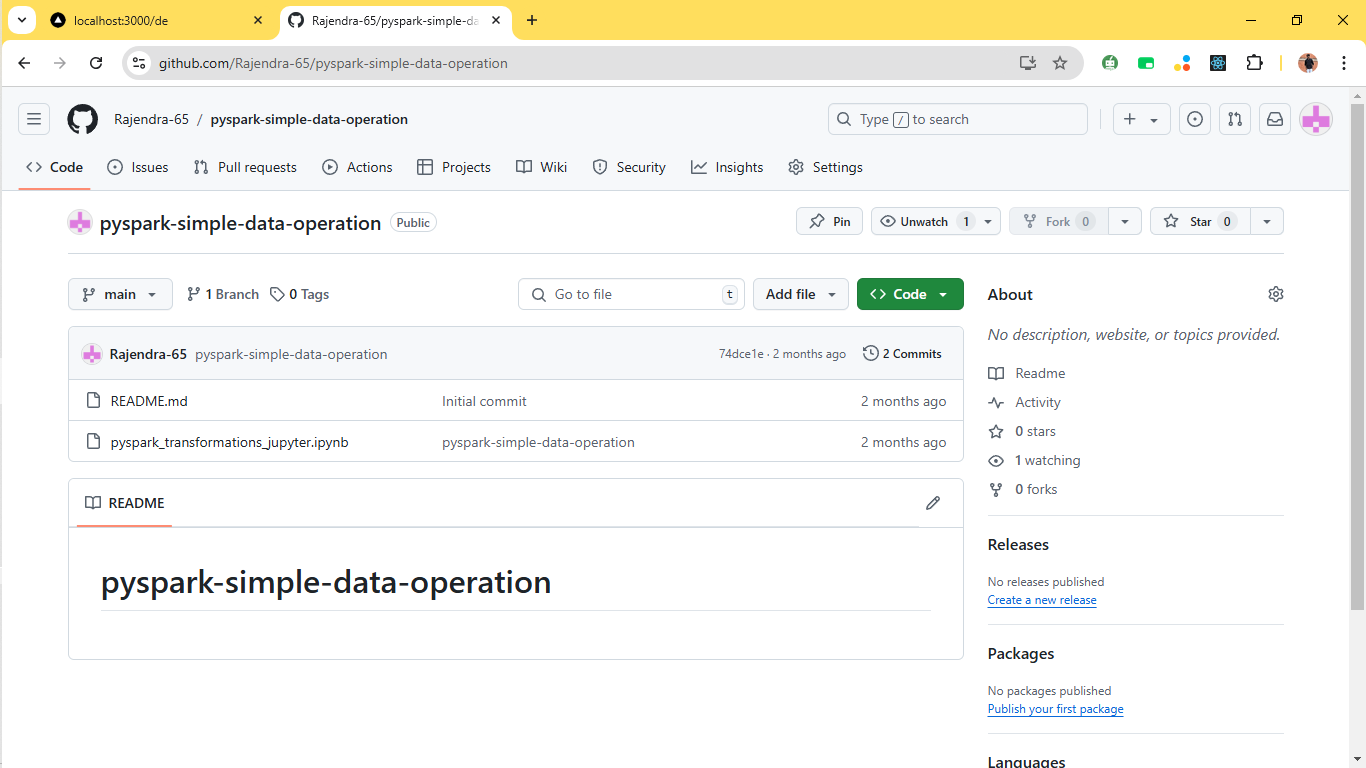 localhost:3000/de
Rajendra-65/pyspark-simple-da
github.com/Rajendra-65/pyspark-simple-data-operation
Rajendra-65 / pyspark-simple-data-operation
Type / to search
Code Issues Pull requests Actions Projects Wiki Security Insights Settings
pyspark-simple-data-operation Public
Pin Unwatch 1 Fork 0 Star 0
main 1 Branch 0 Tags Go to file t Add file Code
Rajendra-65 pyspark-simple-data-operation 74dce1e · 2 months ago 2 Commits
README.md Initial commit 2 months ago
pyspark_transformations_jupyter.ipynb pyspark-simple-data-operation 2 months ago
README
pyspark-simple-data-operation
About
No description, website, or topics provided.
Readme
Activity
0 stars
1 watching
0 forks
Releases
No releases published
Create a new release
Packages
No packages published
Publish your first package
Languages